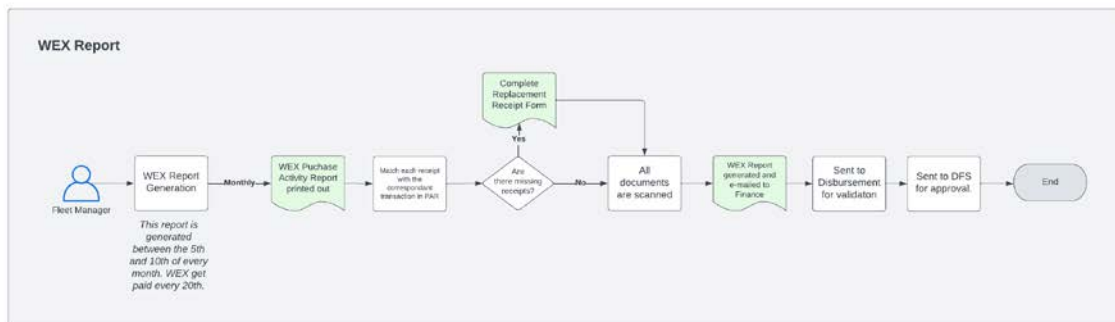 WEX Report
Complete
Replacement
Receipt Form
Yes
Fleet Manager
WEX Report
Generation
Monthly
WEX Puchase
Activity Report
printed out
Match each receipt
with the
correspondant
transaction in PAR
Are
there missing
receipts?
No
All
documents
are scanned
WEX Report
generated and
e-mailed to
Finance
Sent to
Disbursement
for validaton
Sent to DFS
for approval.
End
This report is
generated
between the 5th
and 10th of every
month. WEX get
paid every 20th.